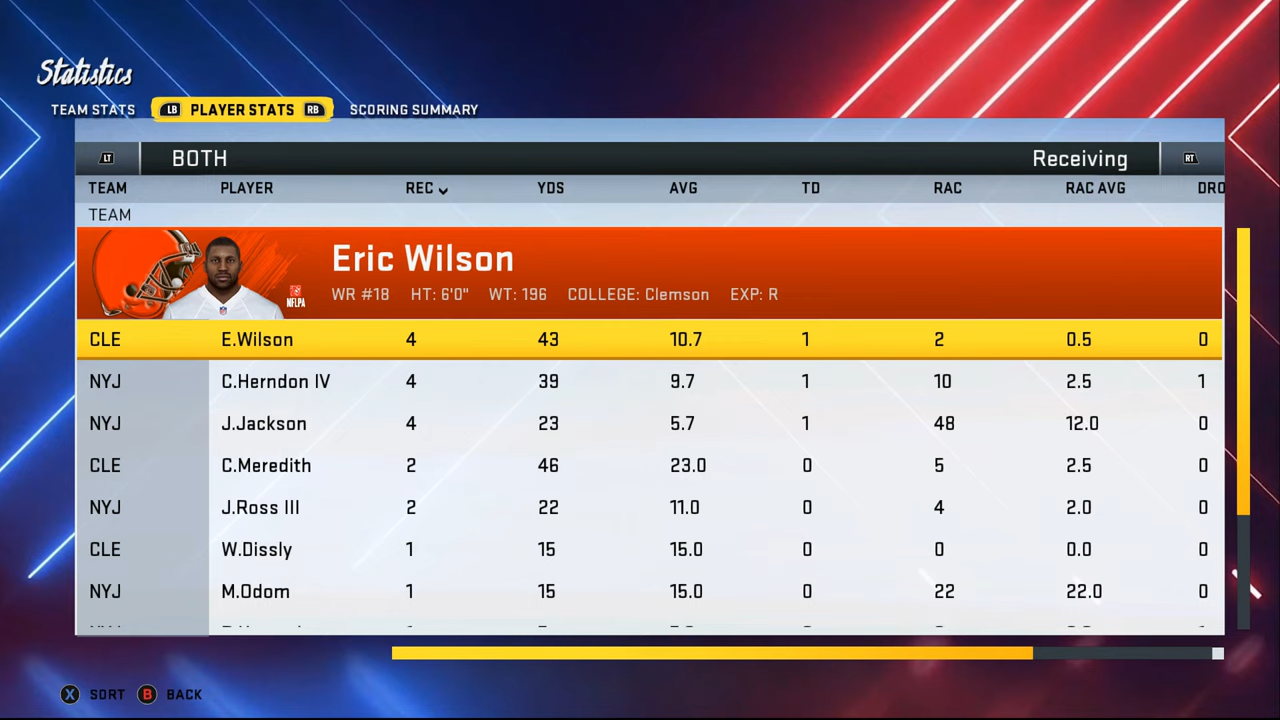 Statistics
TEAM STATS LB PLAYER STATS RB SCORING SUMMARY
LT BOTH Receiving RT
TEAM PLAYER REC YDS AVG TD RAC RAC AVG DRO
TEAM
Eric Wilson
NFLPA WR #18 HT: 6'0" WT: 196 COLLEGE: Clemson EXP: R
CLE E.Wilson 4 43 10.7 1 2 0.5 0
NYJ C.Herndon IV 4 39 9.7 1 10 2.5 1
NYJ J.Jackson 4 23 5.7 1 48 12.0 0
CLE C.Meredith 2 46 23.0 0 5 2.5 0
NYJ J.Ross III 2 22 11.0 0 4 2.0 0
CLE W.Dissly 1 15 15.0 0 0 0.0 0
NYJ M.Odom 1 15 15.0 0 22 22.0 0
X SORT B BACK